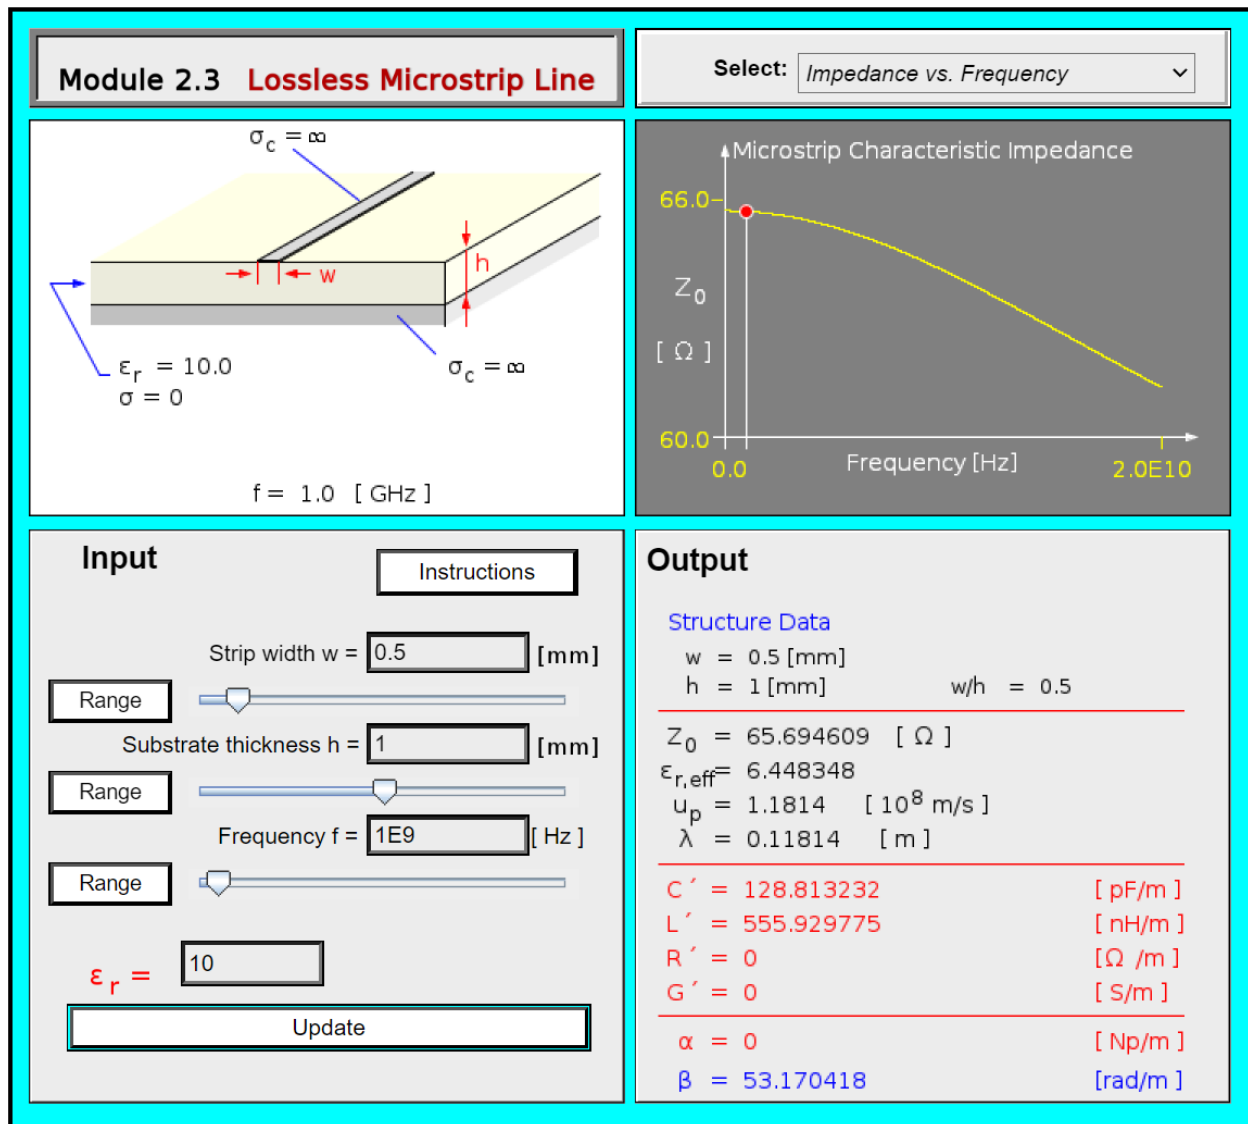 Module 2.3 Lossless Microstrip Line
Select: Impedance vs. Frequency
σc = ∞
w
h
εr = 10.0
σ = 0
σc = ∞
f = 1.0 [ GHz ]
Microstrip Characteristic Impedance
66.0
Z0
[ Ω ]
60.0
0.0
Frequency [Hz]
2.0E10
Input
Instructions
Strip width w = 0.5 [mm]
Range
Substrate thickness h = 1 [mm]
Range
Frequency f = 1E9 [ Hz ]
Range
εr = 10
Update
Output
Structure Data
w = 0.5 [mm]
h = 1 [mm] w/h = 0.5
Z0 = 65.694609 [ Ω ]
εr,eff= 6.448348
up = 1.1814 [ 10⁸ m/s ]
λ = 0.11814 [ m ]
C´ = 128.813232 [ pF/m ]
L´ = 555.929775 [ nH/m ]
R´ = 0 [Ω /m ]
G´ = 0 [ S/m ]
α = 0 [ Np/m ]
β = 53.170418 [rad/m ]